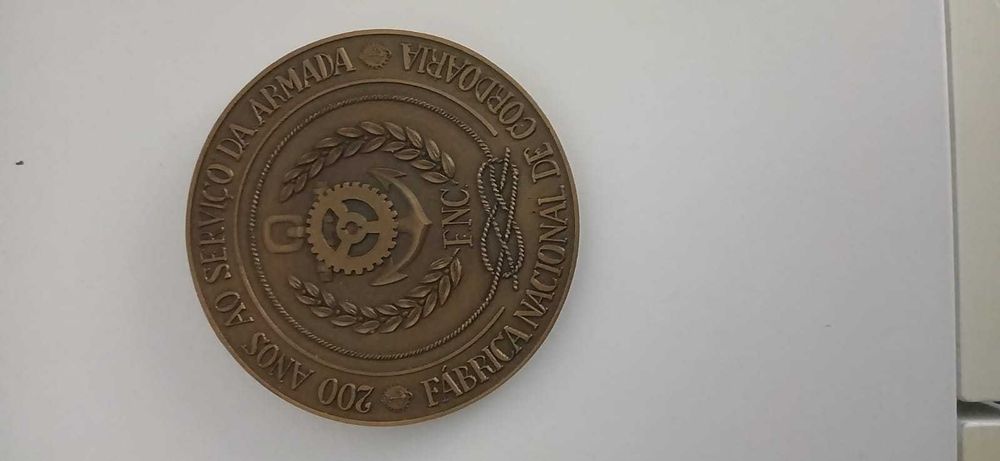 200 ANOS AO SERVIÇO DA ARMADA
FÁBRICA NACIONAL DE CORDOARIA
F.N.C.